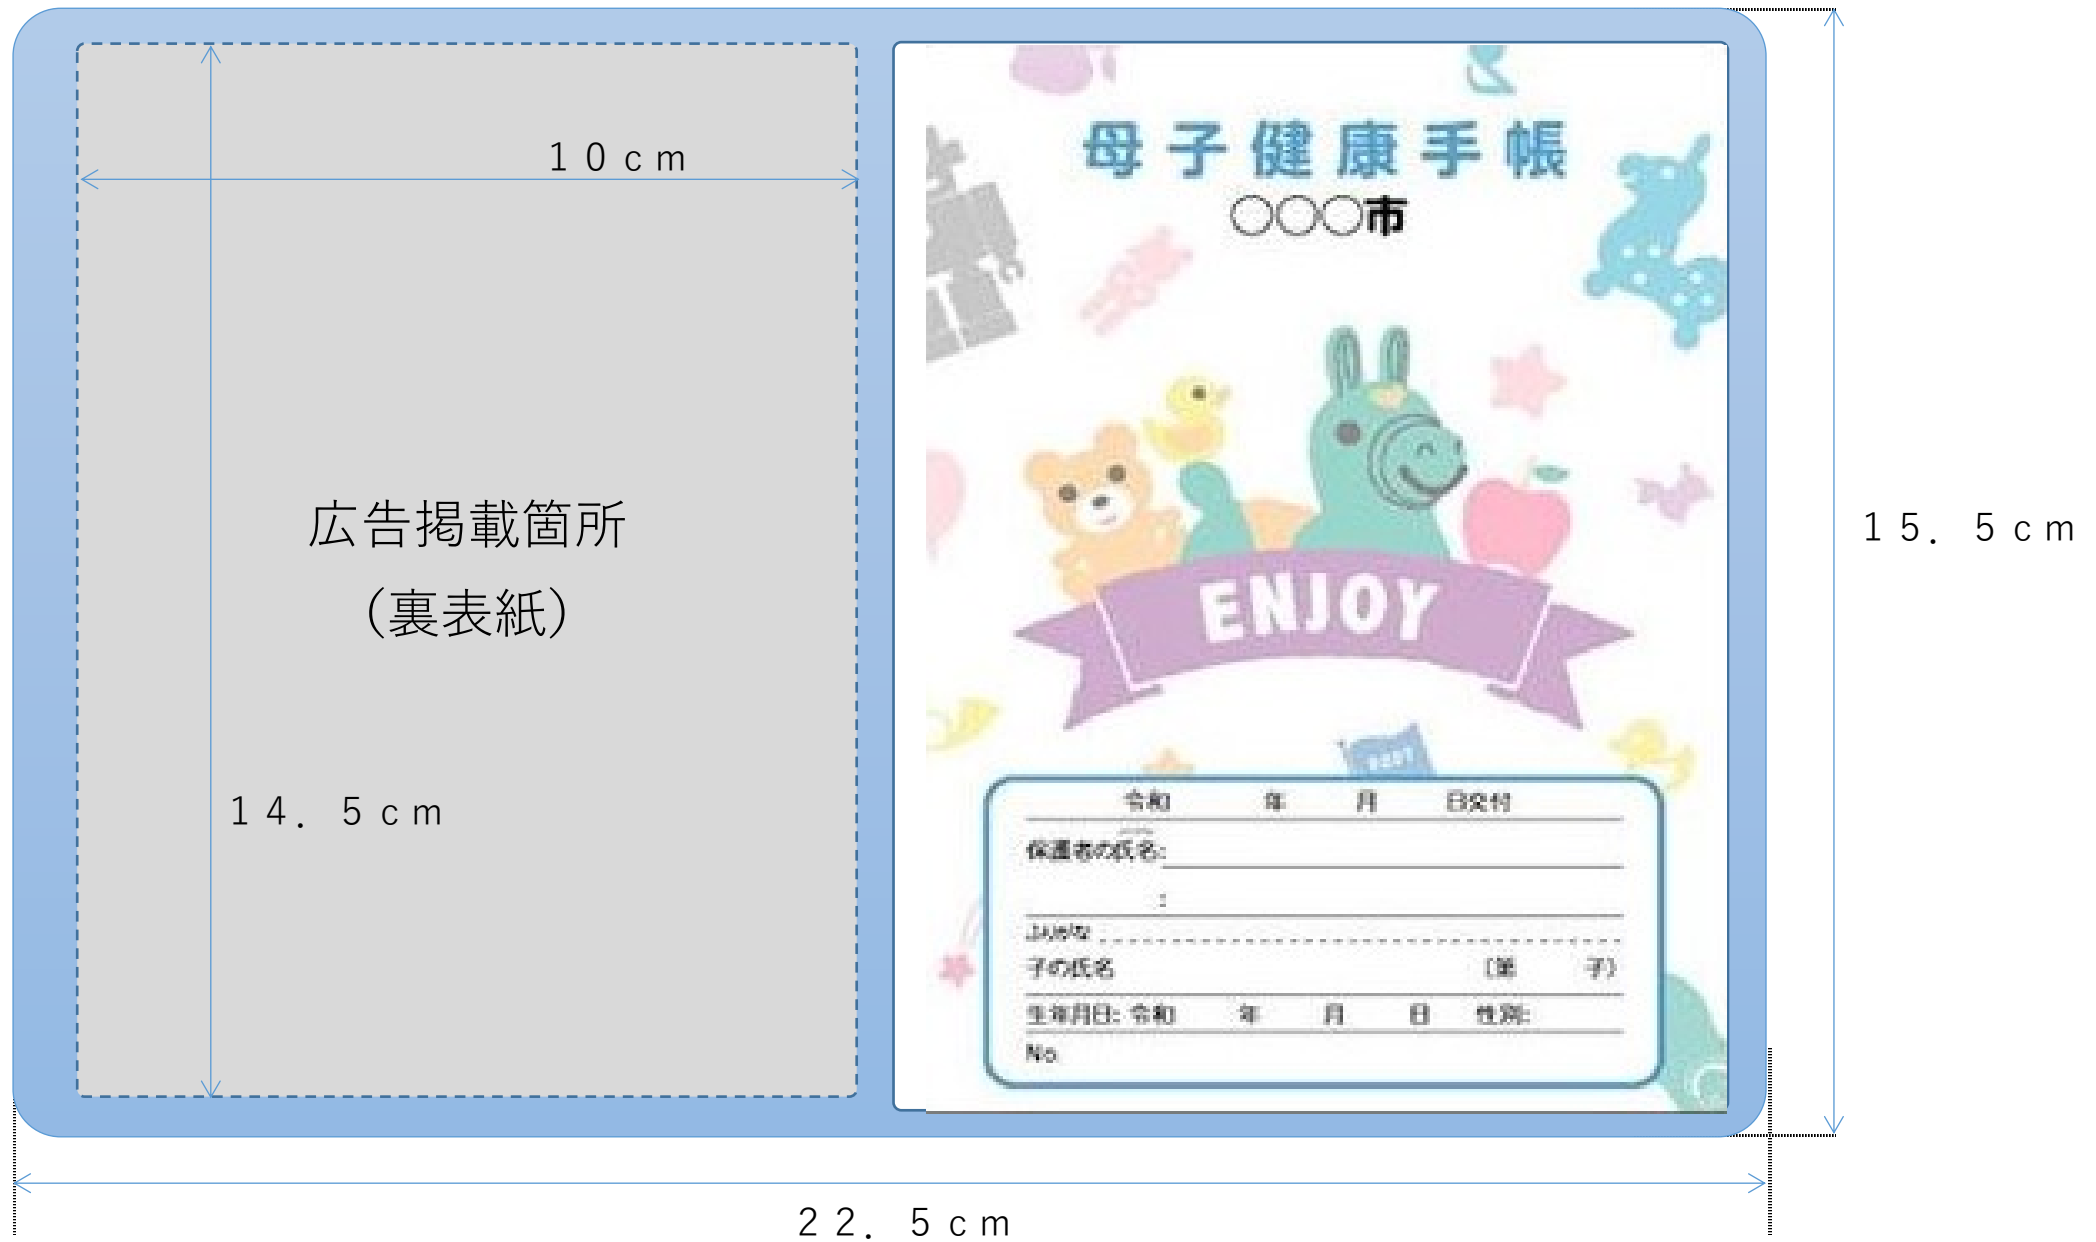 10cm
広告掲載箇所
(裏表紙)
14.5cm
母子健康手帳
○○○市
ENJOY
BABY
令和 年 月 日交付
保護者の氏名:
:
ふりがな
子の氏名 (第 子)
生年月日: 令和 年 月 日 性別:
No.
15.5cm
22.5cm